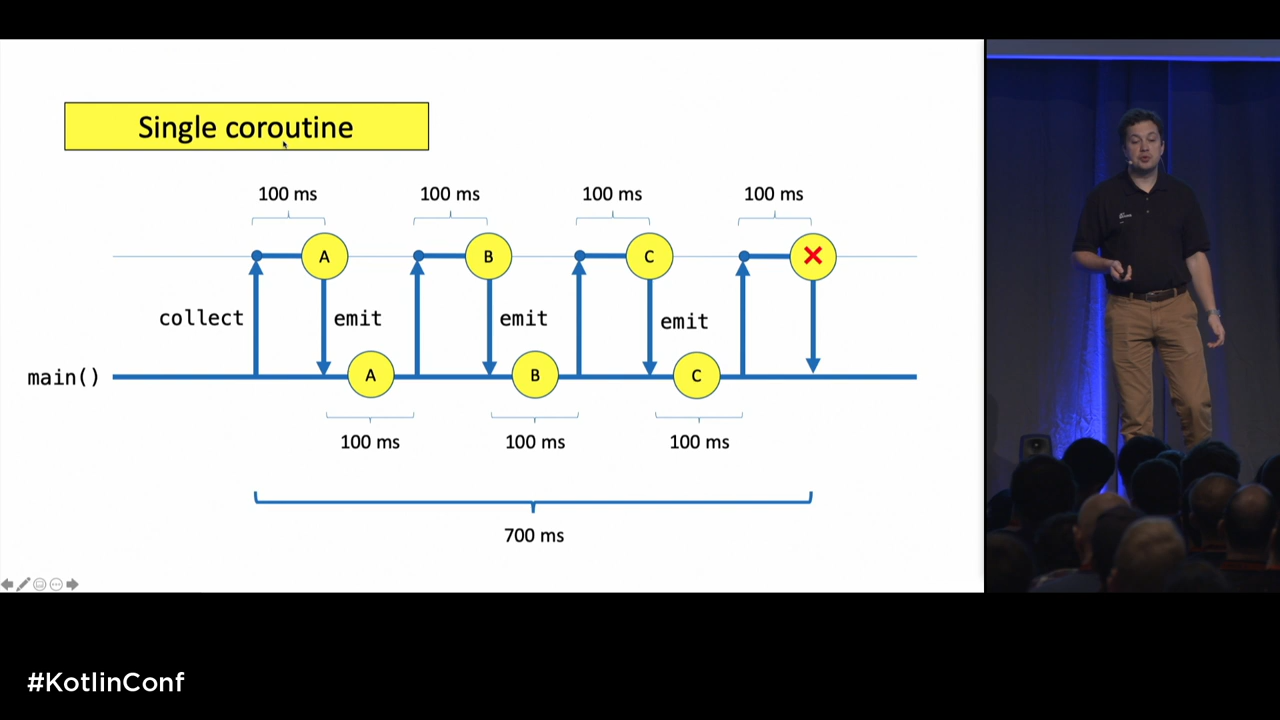 Single coroutine
100 ms
100 ms
100 ms
100 ms
A
B
C
collect
emit
emit
emit
main()
A
B
C
100 ms
100 ms
100 ms
700 ms
#KotlinConf